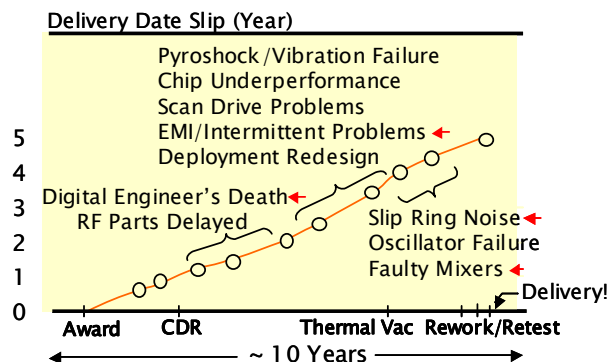 Delivery Date Slip (Year)
Pyroshock/Vibration Failure
Chip Underperformance
Scan Drive Problems
EMI/Intermittent Problems
Deployment Redesign
5
4
3
2
1
0
Digital Engineer's Death
RF Parts Delayed
Slip Ring Noise
Oscillator Failure
Faulty Mixers
Delivery!
Award
CDR
Thermal Vac
Rework/Retest
~ 10 Years